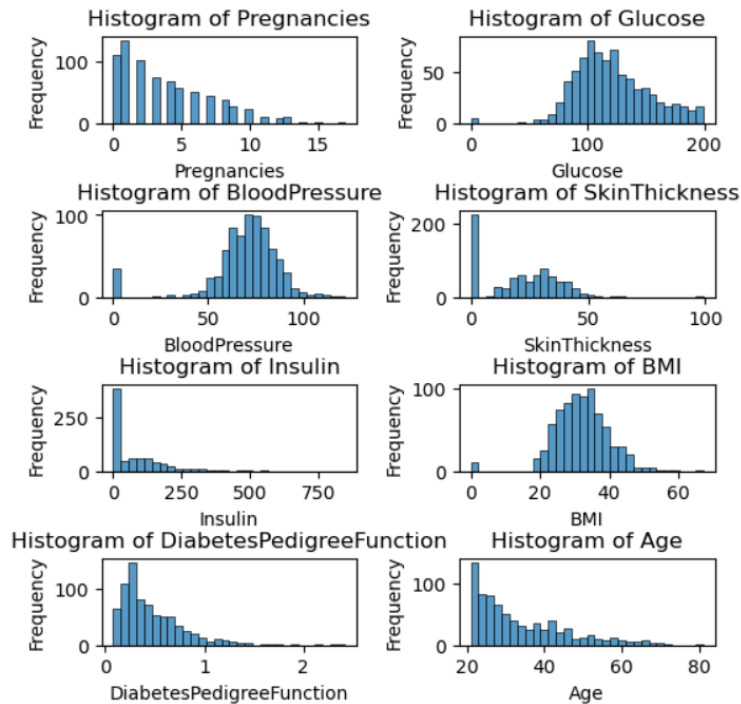 Histogram of Pregnancies
Frequency
100
0
0 5 10 15
Pregnancies
Histogram of Glucose
Frequency
50
0
0 100 200
Glucose
Histogram of BloodPressure
Frequency
100
0
0 50 100
BloodPressure
Histogram of SkinThickness
Frequency
200
0
0 50 100
SkinThickness
Histogram of Insulin
Frequency
250
0
0 250 500 750
Insulin
Histogram of BMI
Frequency
100
0
0 20 40 60
BMI
Histogram of DiabetesPedigreeFunction
Frequency
100
0
0 1 2
DiabetesPedigreeFunction
Histogram of Age
Frequency
100
0
20 40 60 80
Age